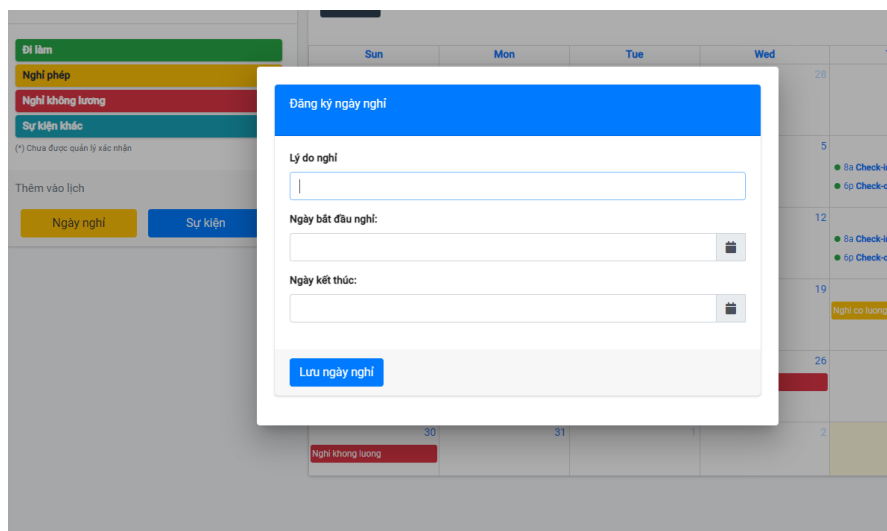 Đi làm
Nghỉ phép
Nghỉ không lương
Sự kiện khác
(*) Chưa được quản lý xác nhận
Thêm vào lịch
Ngày nghỉ
Sự kiện
Sun
Mon
Tue
Wed
28
5
8a Check-i
6p Check-o
12
8a Check-i
6p Check-o
19
Nghi co luong
26
30
31
1
2
Nghi khong luong
Đăng ký ngày nghỉ
Lý do nghỉ
Ngày bắt đầu nghỉ:
Ngày kết thúc:
Lưu ngày nghỉ